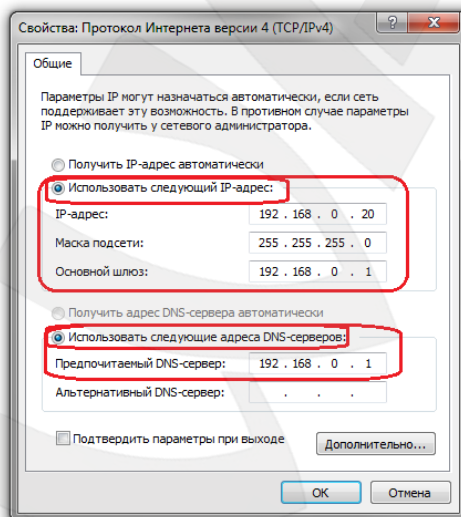 Свойства: Протокол Интернета версии 4 (TCP/IPv4)
Общие
Параметры IP могут назначаться автоматически, если сеть
поддерживает эту возможность. В противном случае параметры
IP можно получить у сетевого администратора.
Получить IP-адрес автоматически
Использовать следующий IP-адрес:
IP-адрес: 192 . 168 . 0 . 20
Маска подсети: 255 . 255 . 255 . 0
Основной шлюз: 192 . 168 . 0 . 1
Получить адрес DNS-сервера автоматически
Использовать следующие адреса DNS-серверов:
Предпочитаемый DNS-сервер: 192 . 168 . 0 . 1
Альтернативный DNS-сервер: . . .
Подтвердить параметры при выходе
Дополнительно...
ОК Отмена